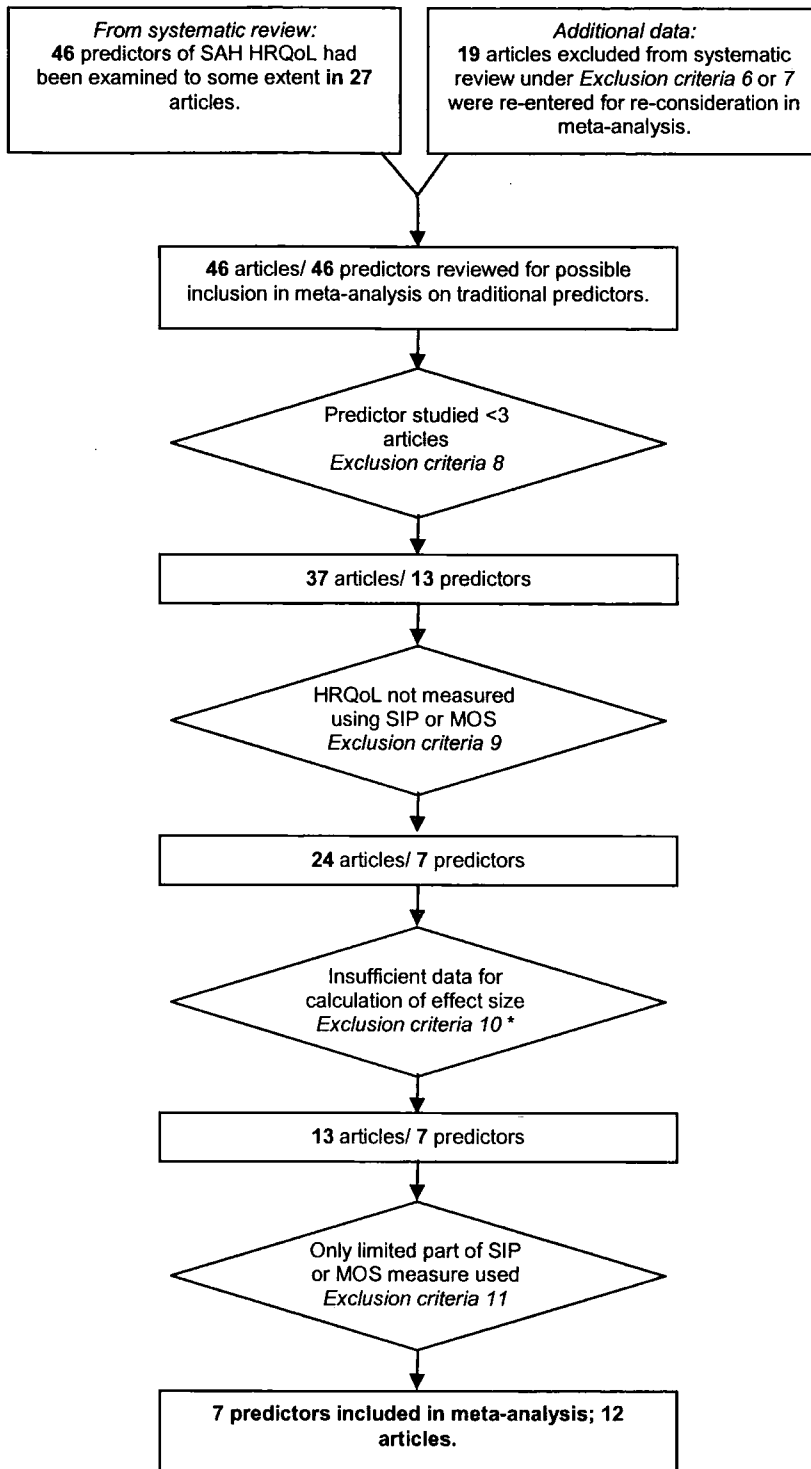 From systematic review:
46 predictors of SAH HRQoL had
been examined to some extent in 27
articles.
Additional data:
19 articles excluded from systematic
review under Exclusion criteria 6 or 7
were re-entered for re-consideration in
meta-analysis.
46 articles/ 46 predictors reviewed for possible
inclusion in meta-analysis on traditional predictors.
Predictor studied <3
articles
Exclusion criteria 8
37 articles/ 13 predictors
HRQoL not measured
using SIP or MOS
Exclusion criteria 9
24 articles/ 7 predictors
Insufficient data for
calculation of effect size
Exclusion criteria 10 *
13 articles/ 7 predictors
Only limited part of SIP
or MOS measure used
Exclusion criteria 11
7 predictors included in meta-analysis; 12
articles.